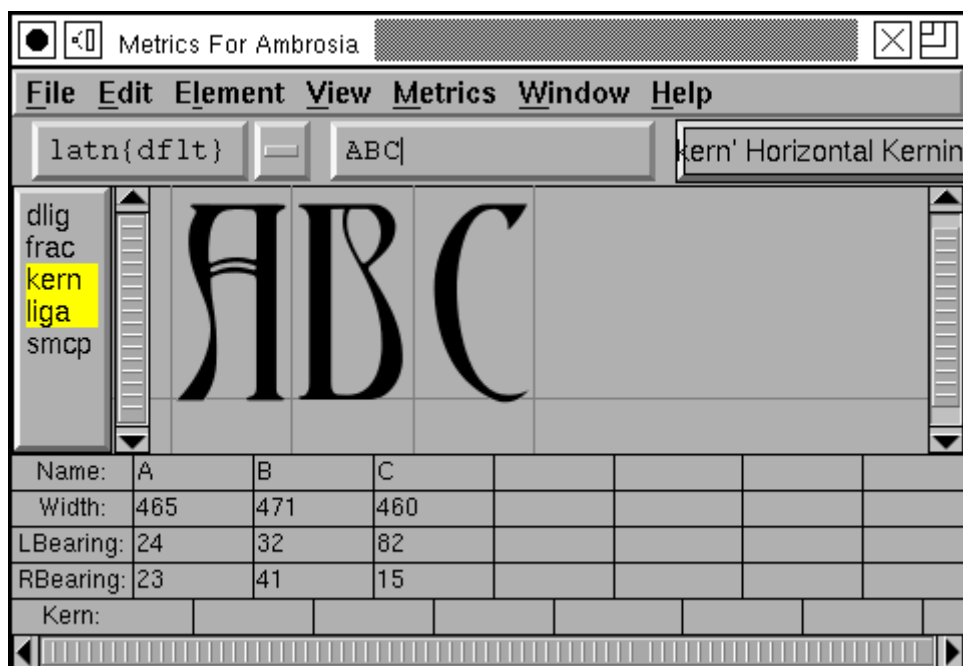 Metrics For Ambrosia
File Edit Element View Metrics Window Help
latn{dflt} ABC kern' Horizontal Kernin
dlig
frac
kern
liga
smcp
ABC
Name: A B C
Width: 465 471 460
LBearing: 24 32 82
RBearing: 23 41 15
Kern: